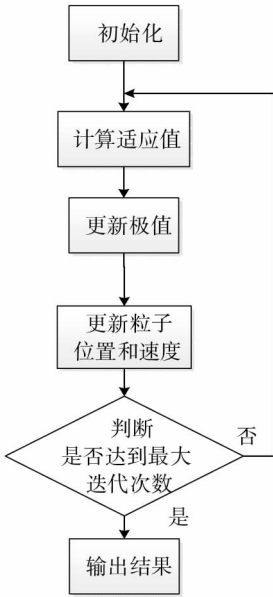 初始化
计算适应值
更新极值
更新粒子
位置和速度
判断
是否达到最大
迭代次数
否
是
输出结果